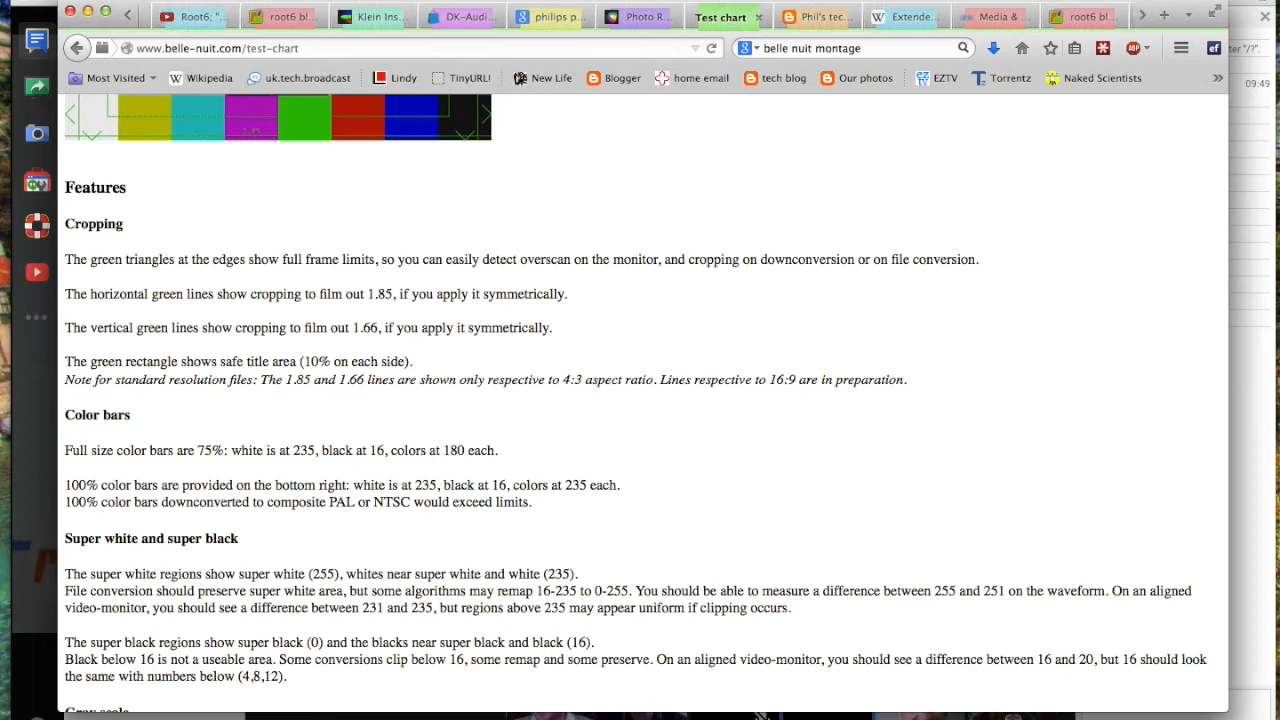 Root6; "
root6 bl...
Klein Ins...
DK-Audi...
philips p...
Photo R...
Test chart
Phil's tec...
Extende...
Media &...
root6 bl...
www.belle-nuit.com/test-chart
belle nuit montage
ABP
ef
ter "/?".
Most Visited
Wikipedia
uk.tech.broadcast
Lindy
TinyURL!
New Life
Blogger
home email
tech blog
Our photos
EZTV
Torrentz
Naked Scientists
»
09:49
1.85
Features
Cropping
The green triangles at the edges show full frame limits, so you can easily detect overscan on the monitor, and cropping on downconversion or on file conversion.
The horizontal green lines show cropping to film out 1.85, if you apply it symmetrically.
The vertical green lines show cropping to film out 1.66, if you apply it symmetrically.
The green rectangle shows safe title area (10% on each side).
Note for standard resolution files: The 1.85 and 1.66 lines are shown only respective to 4:3 aspect ratio. Lines respective to 16:9 are in preparation.
Color bars
Full size color bars are 75%: white is at 235, black at 16, colors at 180 each.
100% color bars are provided on the bottom right: white is at 235, black at 16, colors at 235 each.
100% color bars downconverted to composite PAL or NTSC would exceed limits.
Super white and super black
The super white regions show super white (255), whites near super white and white (235).
File conversion should preserve super white area, but some algorithms may remap 16-235 to 0-255. You should be able to measure a difference between 255 and 251 on the waveform. On an aligned
video-monitor, you should see a difference between 231 and 235, but regions above 235 may appear uniform if clipping occurs.
The super black regions show super black (0) and the blacks near super black and black (16).
Black below 16 is not a useable area. Some conversions clip below 16, some remap and some preserve. On an aligned video-monitor, you should see a difference between 16 and 20, but 16 should look
the same with numbers below (4,8,12).
Gray scale